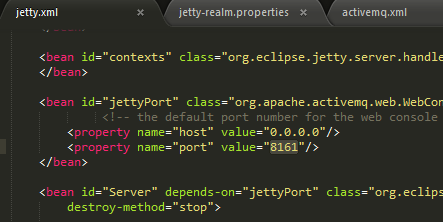 jetty.xml x jetty-realm.properties x activemq.xml
</bean>
<bean id="contexts" class="org.eclipse.jetty.server.handle
</bean>
<bean id="jettyPort" class="org.apache.activemq.web.WebCon
<!-- the default port number for the web console
<property name="host" value="0.0.0.0"/>
<property name="port" value="8161"/>
</bean>
<bean id="Server" depends-on="jettyPort" class="org.eclips
destroy-method="stop">